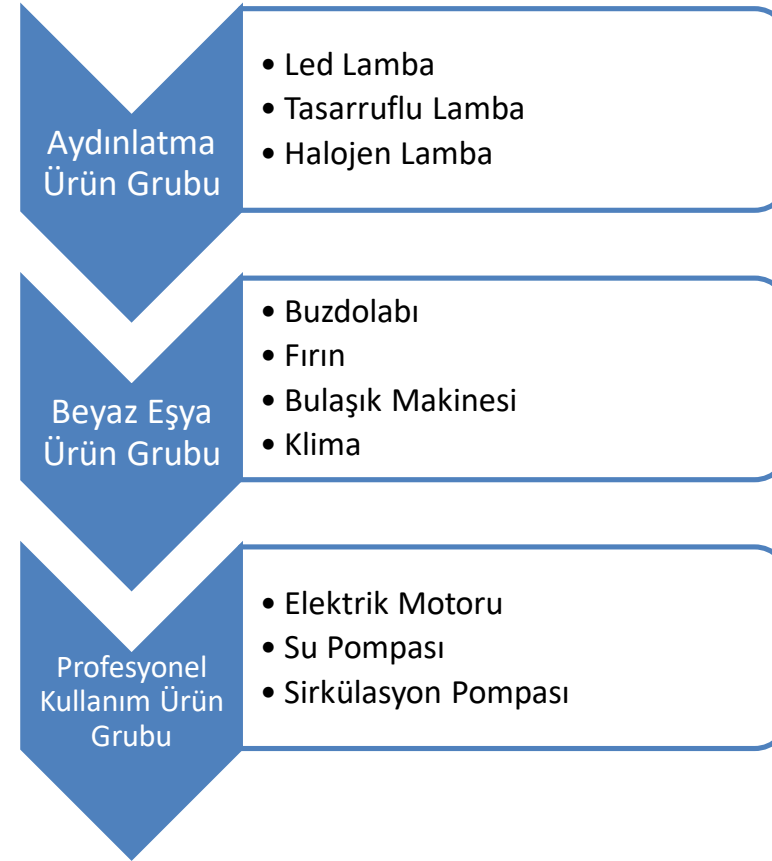 Aydınlatma
Ürün Grubu
• Led Lamba
• Tasarruflu Lamba
• Halojen Lamba
Beyaz Eşya
Ürün Grubu
• Buzdolabı
• Fırın
• Bulaşık Makinesi
• Klima
Profesyonel
Kullanım Ürün
Grubu
• Elektrik Motoru
• Su Pompası
• Sirkülasyon Pompası